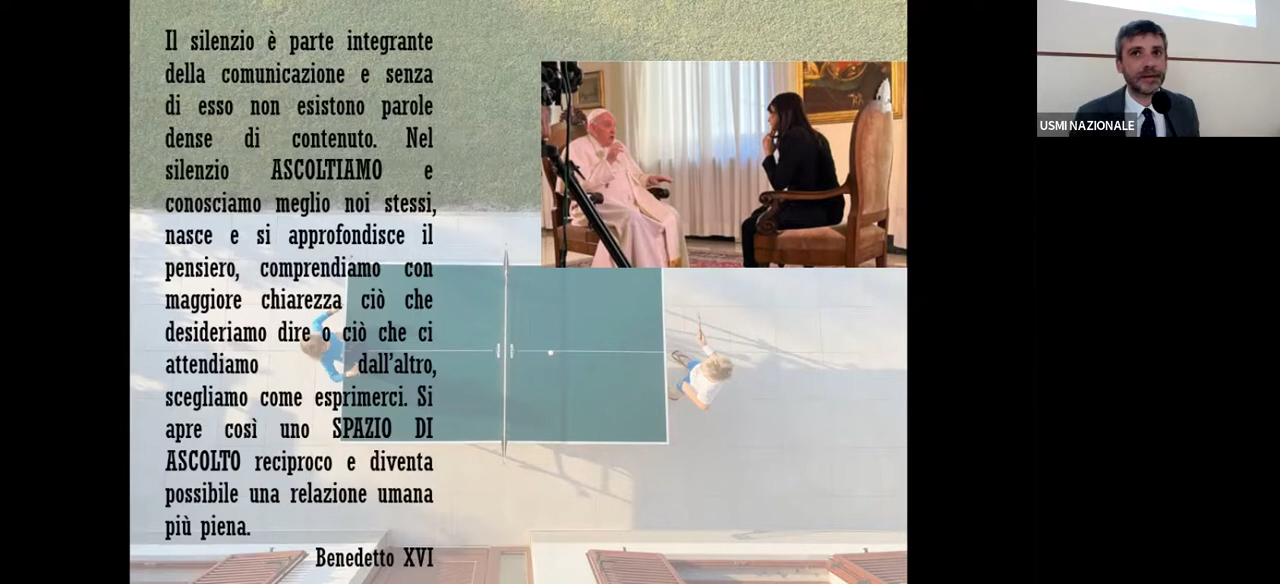 Il silenzio è parte integrante
della comunicazione e senza
di esso non esistono parole
dense di contenuto. Nel
silenzio ASCOLTIAMO e
conosciamo meglio noi stessi,
nasce e si approfondisce il
pensiero, comprendiamo con
maggiore chiarezza ciò che
desideriamo dire o ciò che ci
attendiamo dall'altro,
scegliamo come esprimerci. Si
apre così uno SPAZIO DI
ASCOLTO reciproco e diventa
possibile una relazione umana
più piena.
Benedetto XVI
USMI NAZIONALE